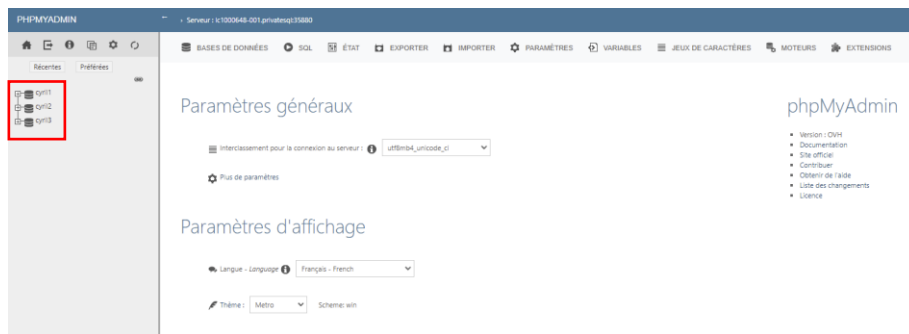 PHPMYADMIN
Serveur : ic1000648-001.privatesql:35880
BASES DE DONNÉES SQL ÉTAT EXPORTER IMPORTER PARAMÈTRES VARIABLES JEUX DE CARACTÈRES MOTEURS EXTENSIONS
Récentes Préférées
cyril1
cyril2
cyril3
Paramètres généraux
Interclassement pour la connexion au serveur : utf8mb4_unicode_ci
Plus de paramètres
Paramètres d'affichage
Langue - Language Français - French
Thème : Metro Scheme: win
phpMyAdmin
Version : OVH
Documentation
Site officiel
Contribuer
Obtenir de l'aide
Liste des changements
Licence